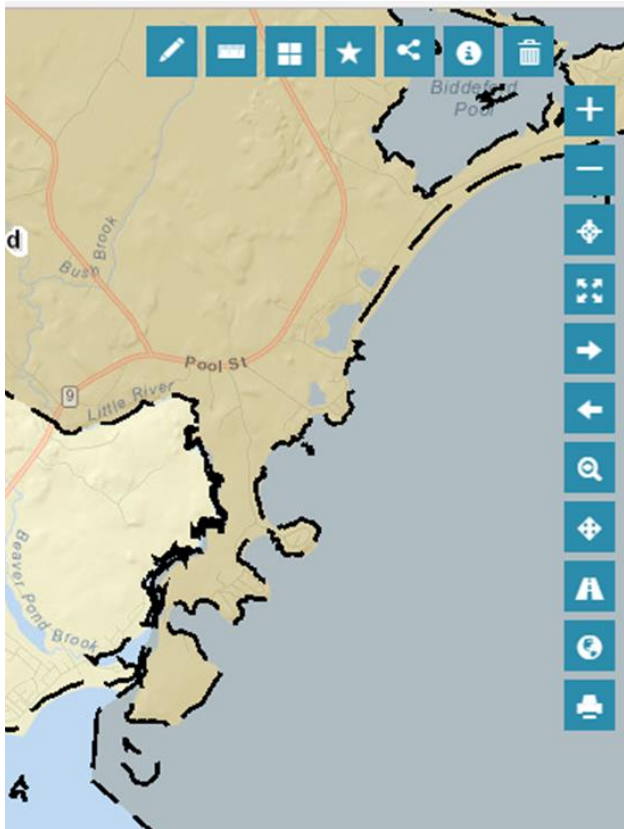 Biddeford
Pool
d
Bush Brook
Pool St
9
Little River
Beaver Pond Brook